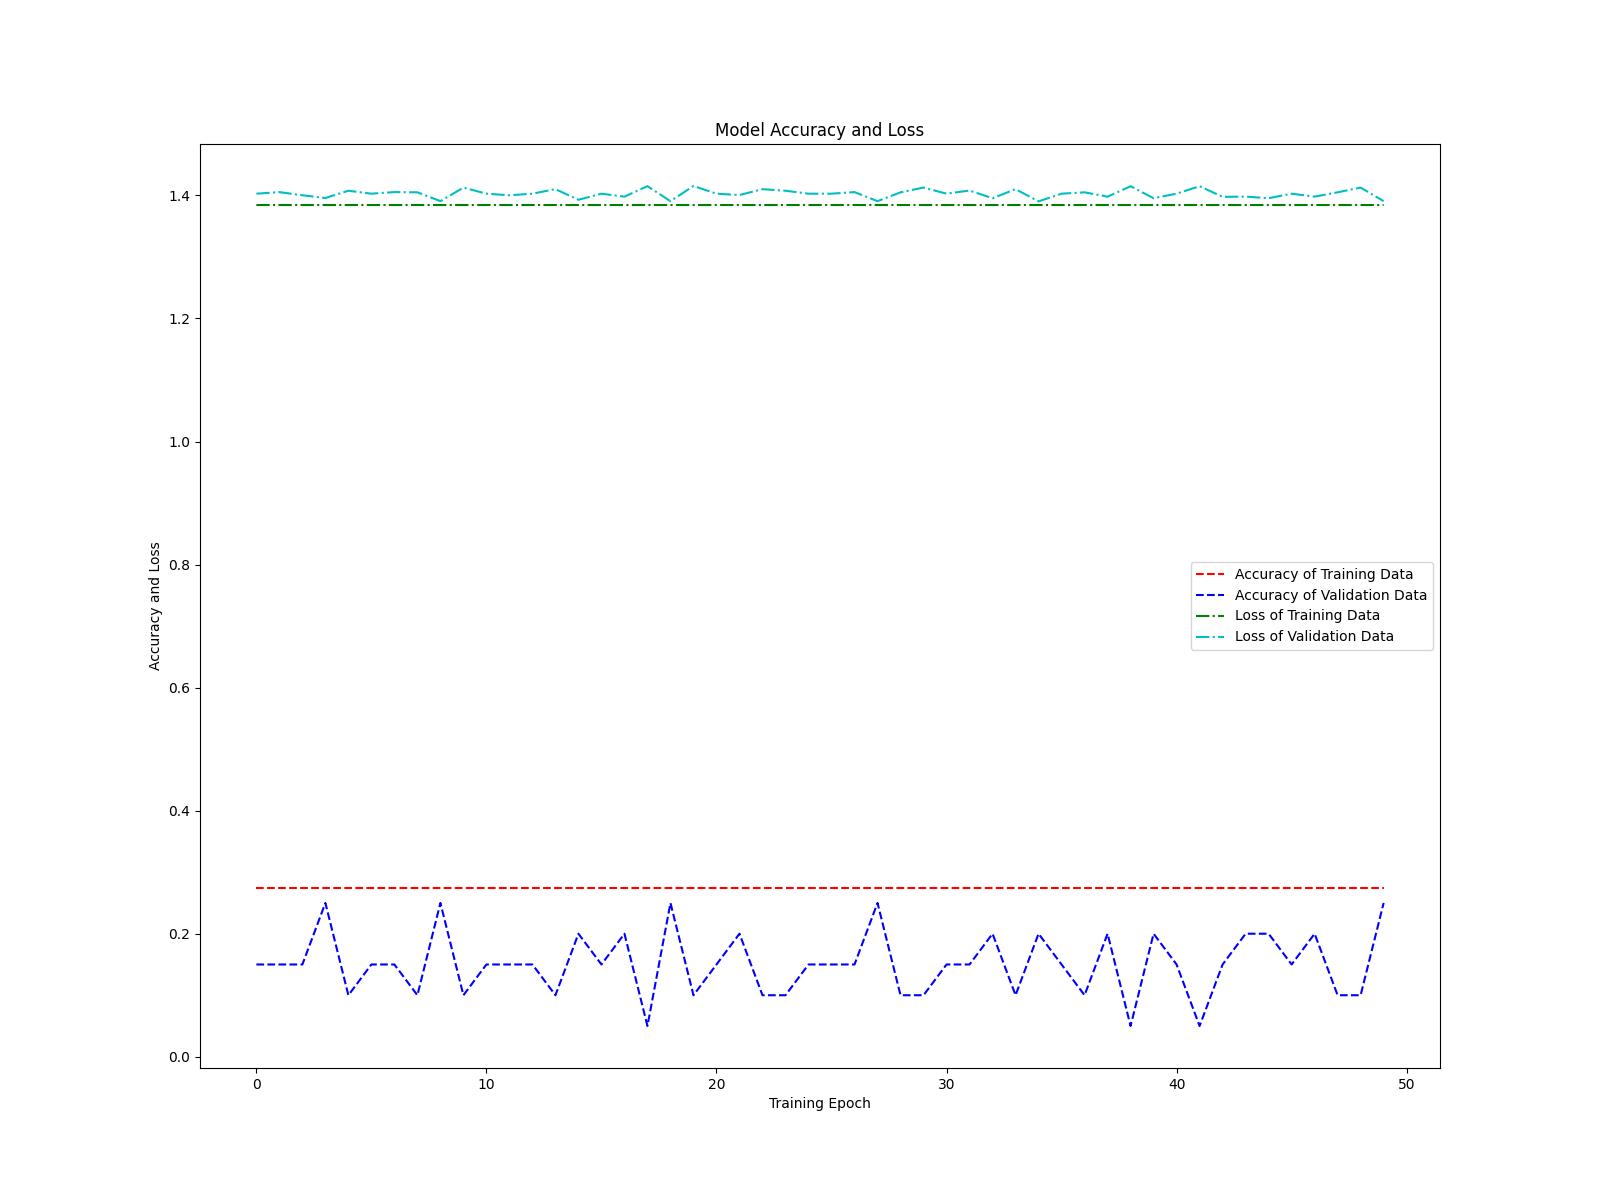 Model Accuracy and Loss
1.4
1.2
1.0
0.8
0.6
0.4
0.2
0.0
Accuracy and Loss
Accuracy of Training Data
Accuracy of Validation Data
Loss of Training Data
Loss of Validation Data
0 10 20 30 40 50
Training Epoch